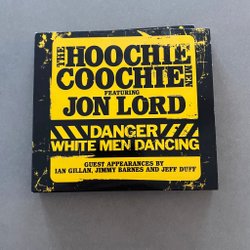 THE HOOCHIE
COOCHIE MEN
FEATURING
JON LORD
DANGER
WHITE MEN DANCING
GUEST APPEARANCES BY
IAN GILLAN, JIMMY BARNES AND JEFF DUFF